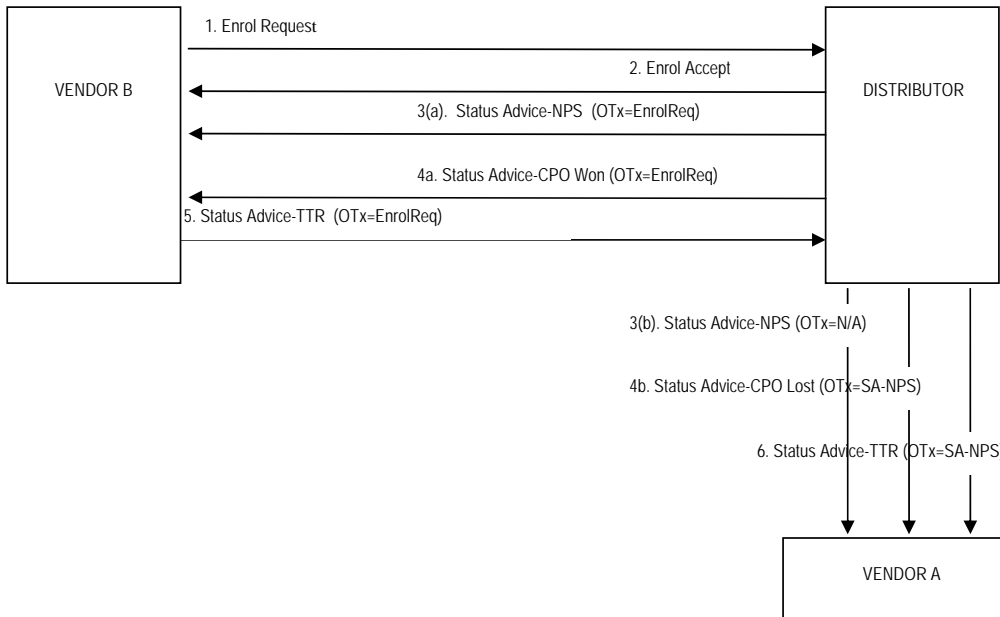 1. Enrol Request
2. Enrol Accept
VENDOR B
DISTRIBUTOR
3(a). Status Advice-NPS (OTx=EnrolReq)
4a. Status Advice-CPO Won (OTx=EnrolReq)
5. Status Advice-TTR (OTx=EnrolReq)
3(b). Status Advice-NPS (OTx=N/A)
4b. Status Advice-CPO Lost (OTx=SA-NPS)
6. Status Advice-TTR (OTx=SA-NPS)
VENDOR A